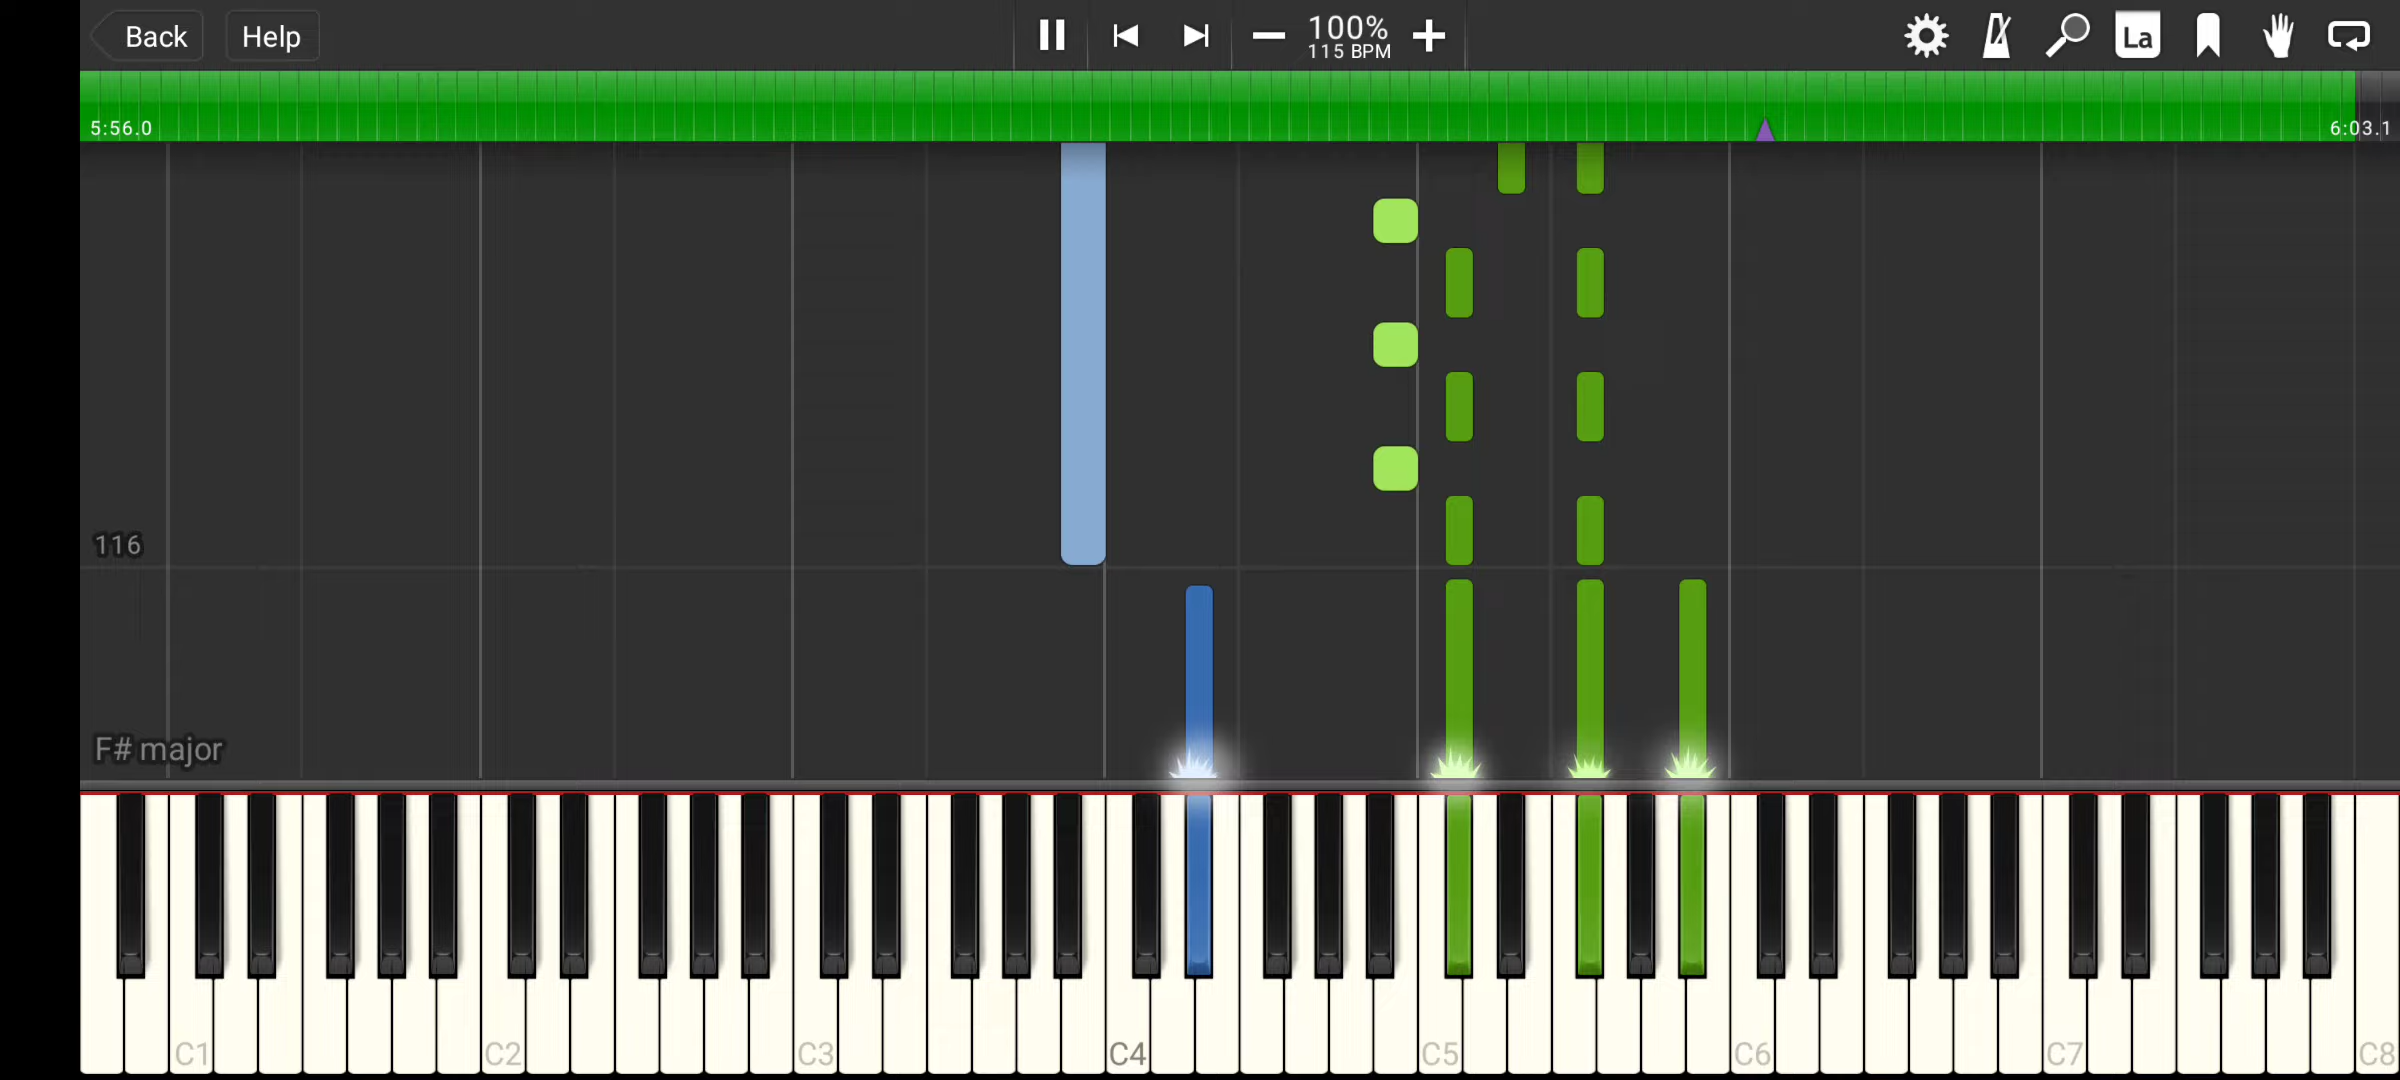 Back
Help
100%
115 BPM
La
5:56.0
6:03.1
116
F# major
C1
C2
C3
C4
C5
C6
C7
C8